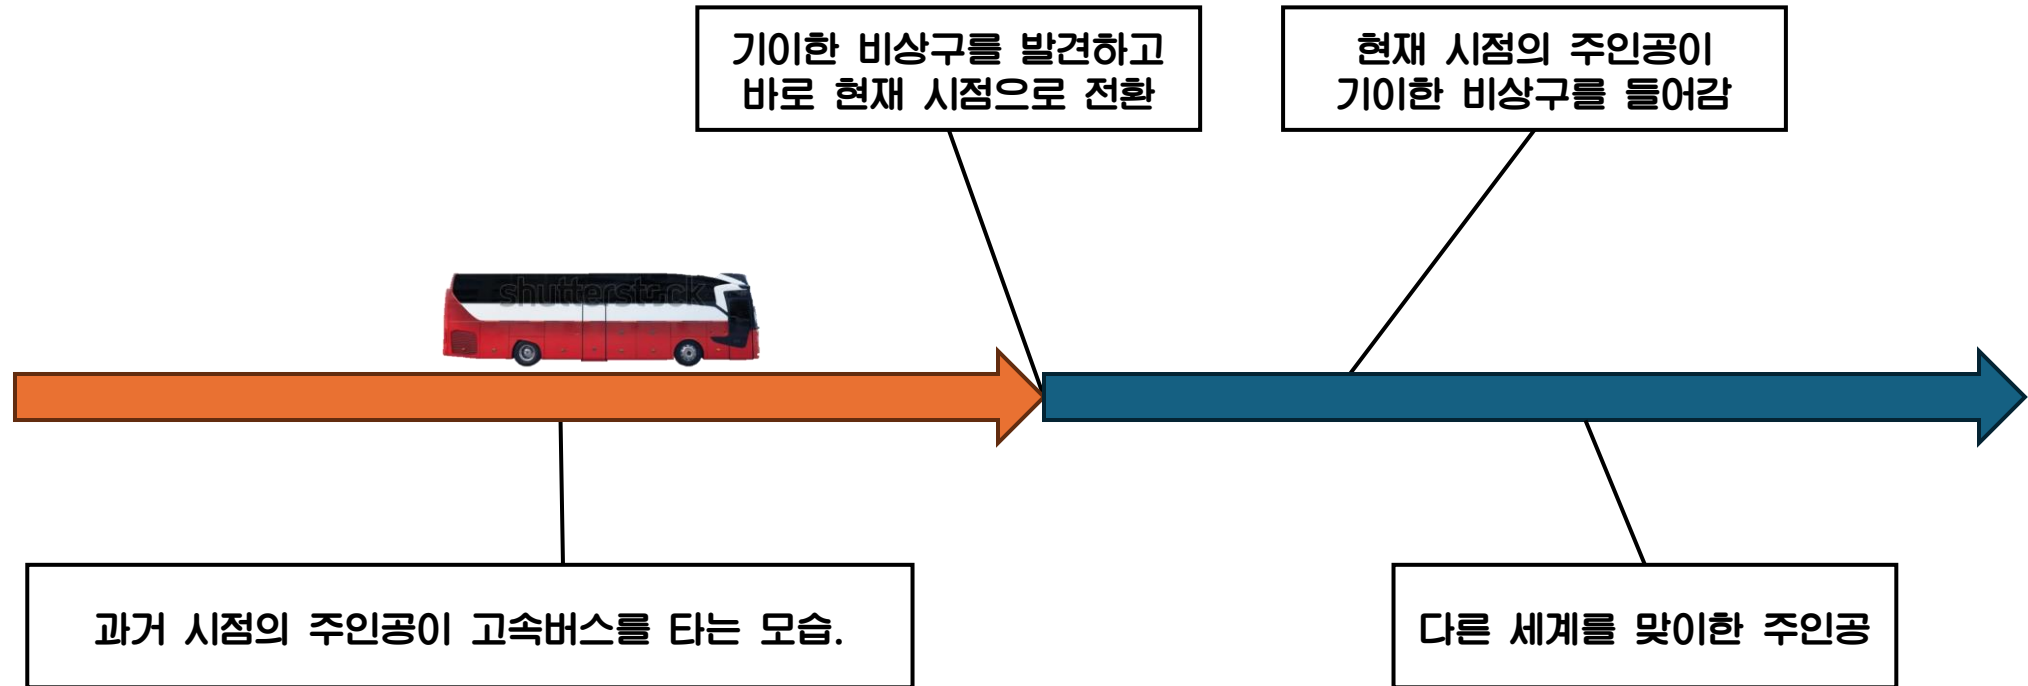 기이한 비상구를 발견하고
바로 현재 시점으로 전환
현재 시점의 주인공이
기이한 비상구를 들어감
shutterstock
과거 시점의 주인공이 고속버스를 타는 모습.
다른 세계를 맞이한 주인공